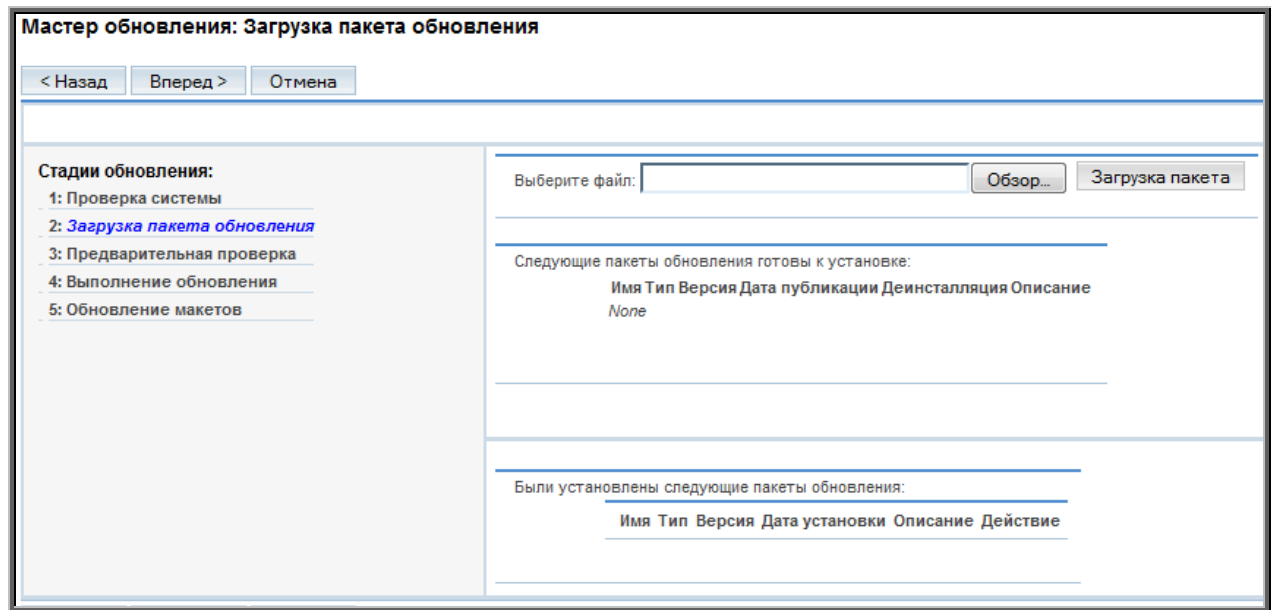 Мастер обновления: Загрузка пакета обновления
< Назад Вперед > Отмена
Стадии обновления:
1: Проверка системы
2: Загрузка пакета обновления
3: Предварительная проверка
4: Выполнение обновления
5: Обновление макетов
Выберите файл: Обзор... Загрузка пакета
Следующие пакеты обновления готовы к установке:
Имя Тип Версия Дата публикации Деинсталляция Описание
None
Были установлены следующие пакеты обновления:
Имя Тип Версия Дата установки Описание Действие